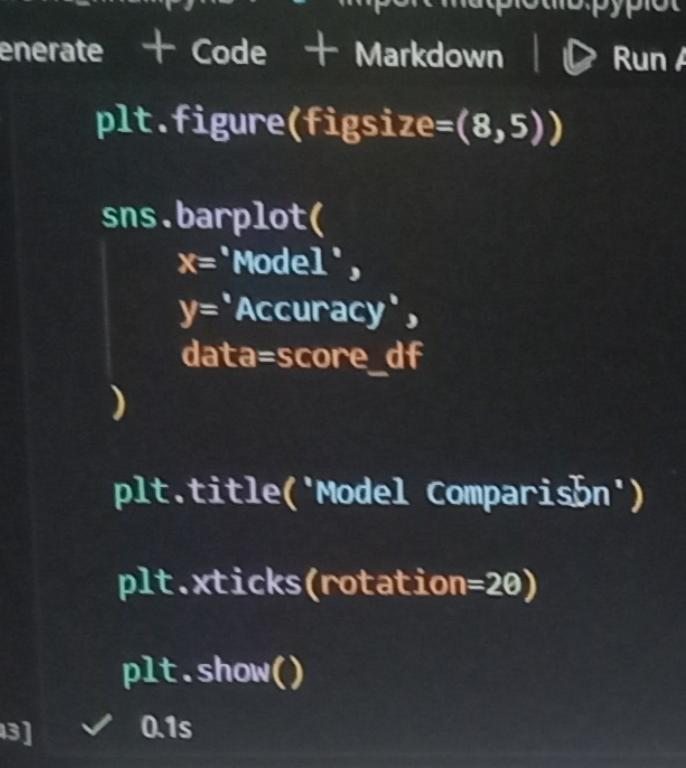 enerate + Code + Markdown | Run A
plt.figure(figsize=(8,5))
sns.barplot(
x='Model',
y='Accuracy',
data=score_df
)
plt.title('Model Comparison')
plt.xticks(rotation=20)
plt.show()
43] ✓ 0.1s